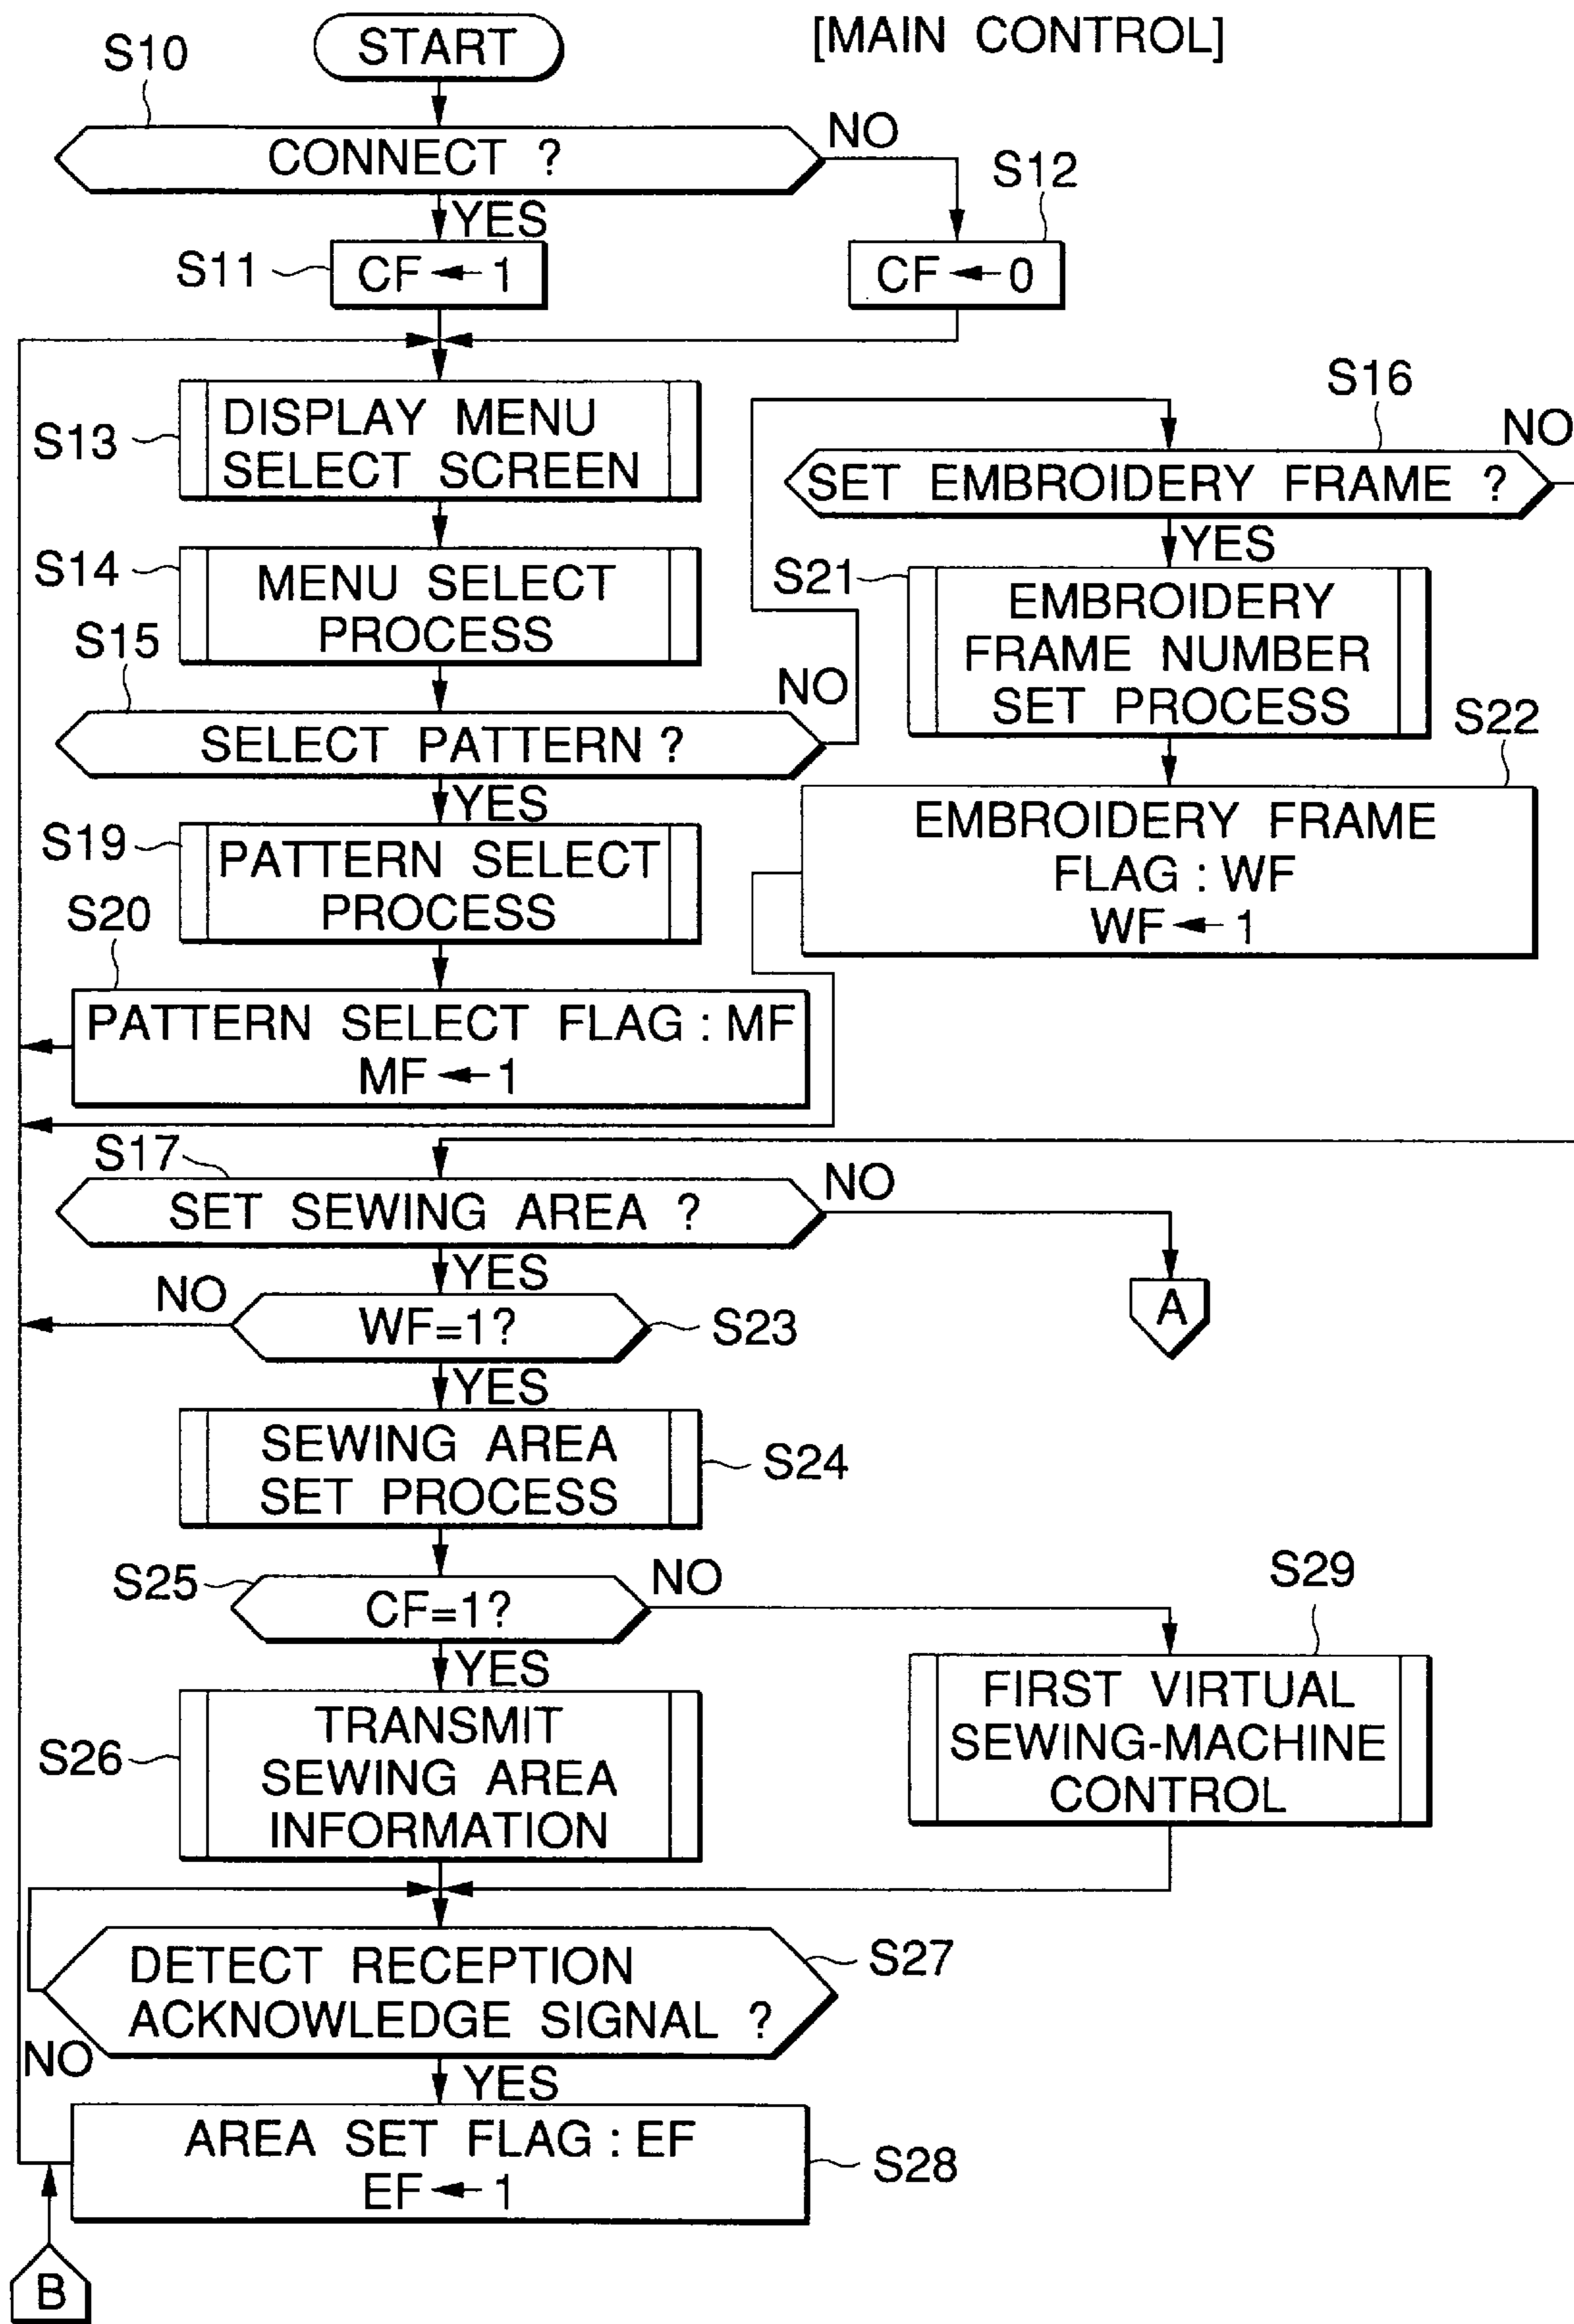 [MAIN CONTROL]
START
S10
CONNECT ?
NO
YES
S12
S11
CF ← 1
CF ← 0
S13
DISPLAY MENU
SELECT SCREEN
S14
MENU SELECT
PROCESS
S15
SELECT PATTERN ?
NO
YES
S16
SET EMBROIDERY FRAME ?
NO
YES
S21
EMBROIDERY
FRAME NUMBER
SET PROCESS
S22
EMBROIDERY FRAME
FLAG : WF
WF ← 1
S19
PATTERN SELECT
PROCESS
S20
PATTERN SELECT FLAG : MF
MF ← 1
S17
SET SEWING AREA ?
NO
YES
A
NO
WF=1?
S23
YES
SEWING AREA
SET PROCESS
S24
S25
CF=1?
NO
YES
S29
FIRST VIRTUAL
SEWING-MACHINE
CONTROL
S26
TRANSMIT
SEWING AREA
INFORMATION
DETECT RECEPTION
ACKNOWLEDGE SIGNAL ?
S27
NO
YES
AREA SET FLAG : EF
EF ← 1
S28
B